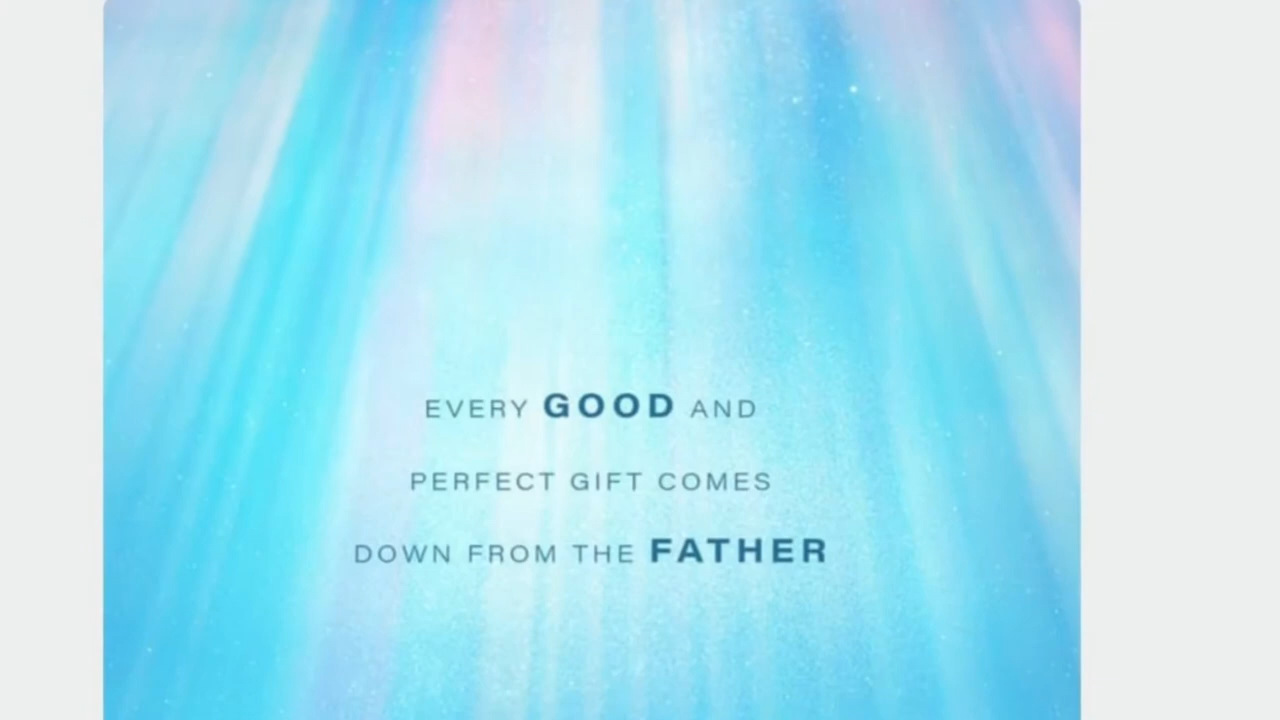 EVERY GOOD AND
PERFECT GIFT COMES
DOWN FROM THE FATHER